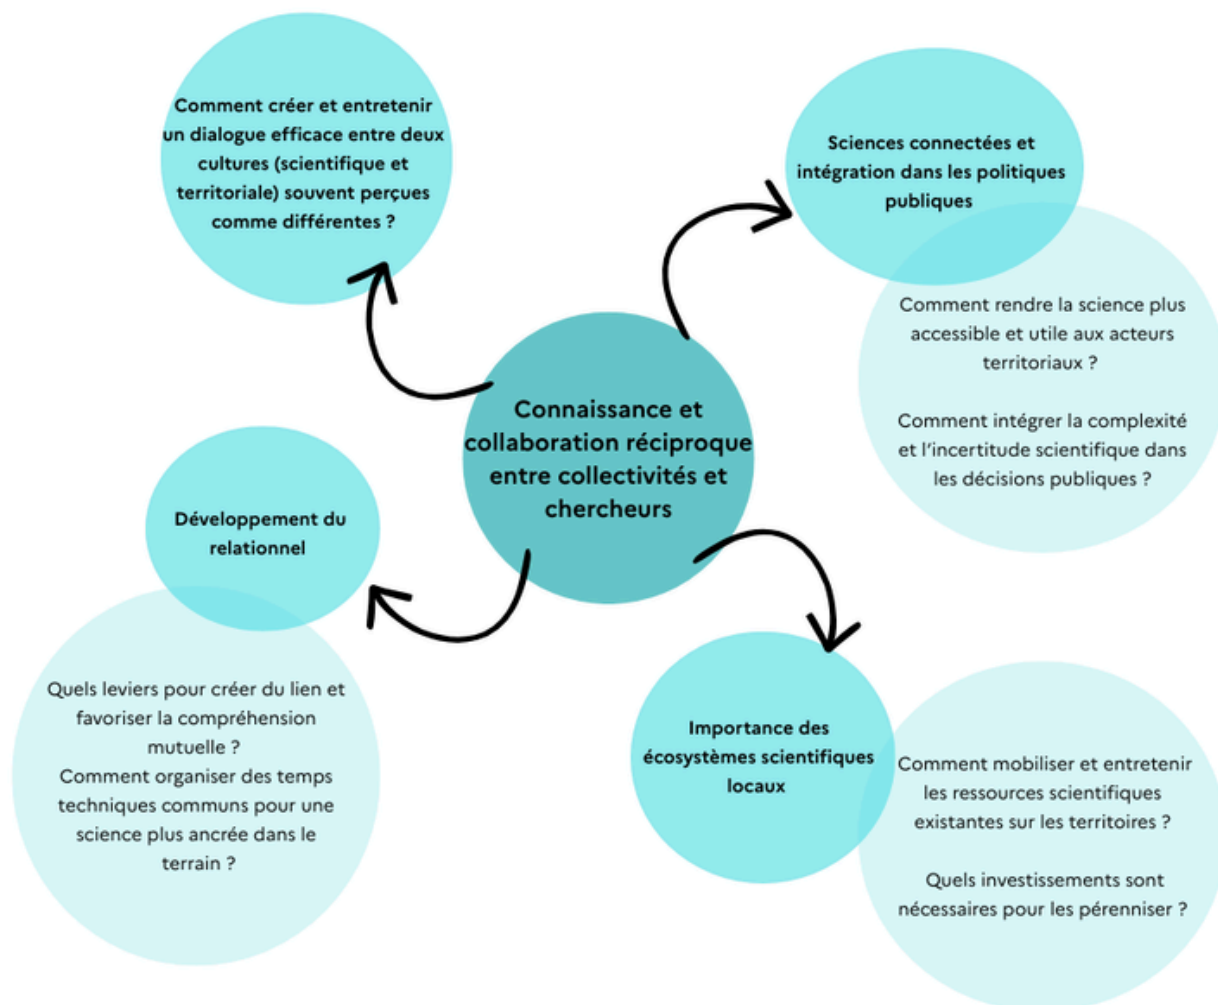 Comment créer et entretenir
un dialogue efficace entre deux
cultures (scientifique et
territoriale) souvent perçues
comme différentes ?
Sciences connectées et
intégration dans les politiques
publiques
Comment rendre la science plus
accessible et utile aux acteurs
territoriaux ?
Comment intégrer la complexité
et l'incertitude scientifique dans
les décisions publiques ?
Connaissance et
collaboration réciproque
entre collectivités et
chercheurs
Développement du
relationnel
Quels leviers pour créer du lien et
favoriser la compréhension
mutuelle ?
Comment organiser des temps
techniques communs pour une
science plus ancrée dans le
terrain ?
Importance des
écosystèmes scientifiques
locaux
Comment mobiliser et entretenir
les ressources scientifiques
existantes sur les territoires ?
Quels investissements sont
nécessaires pour les pérenniser ?